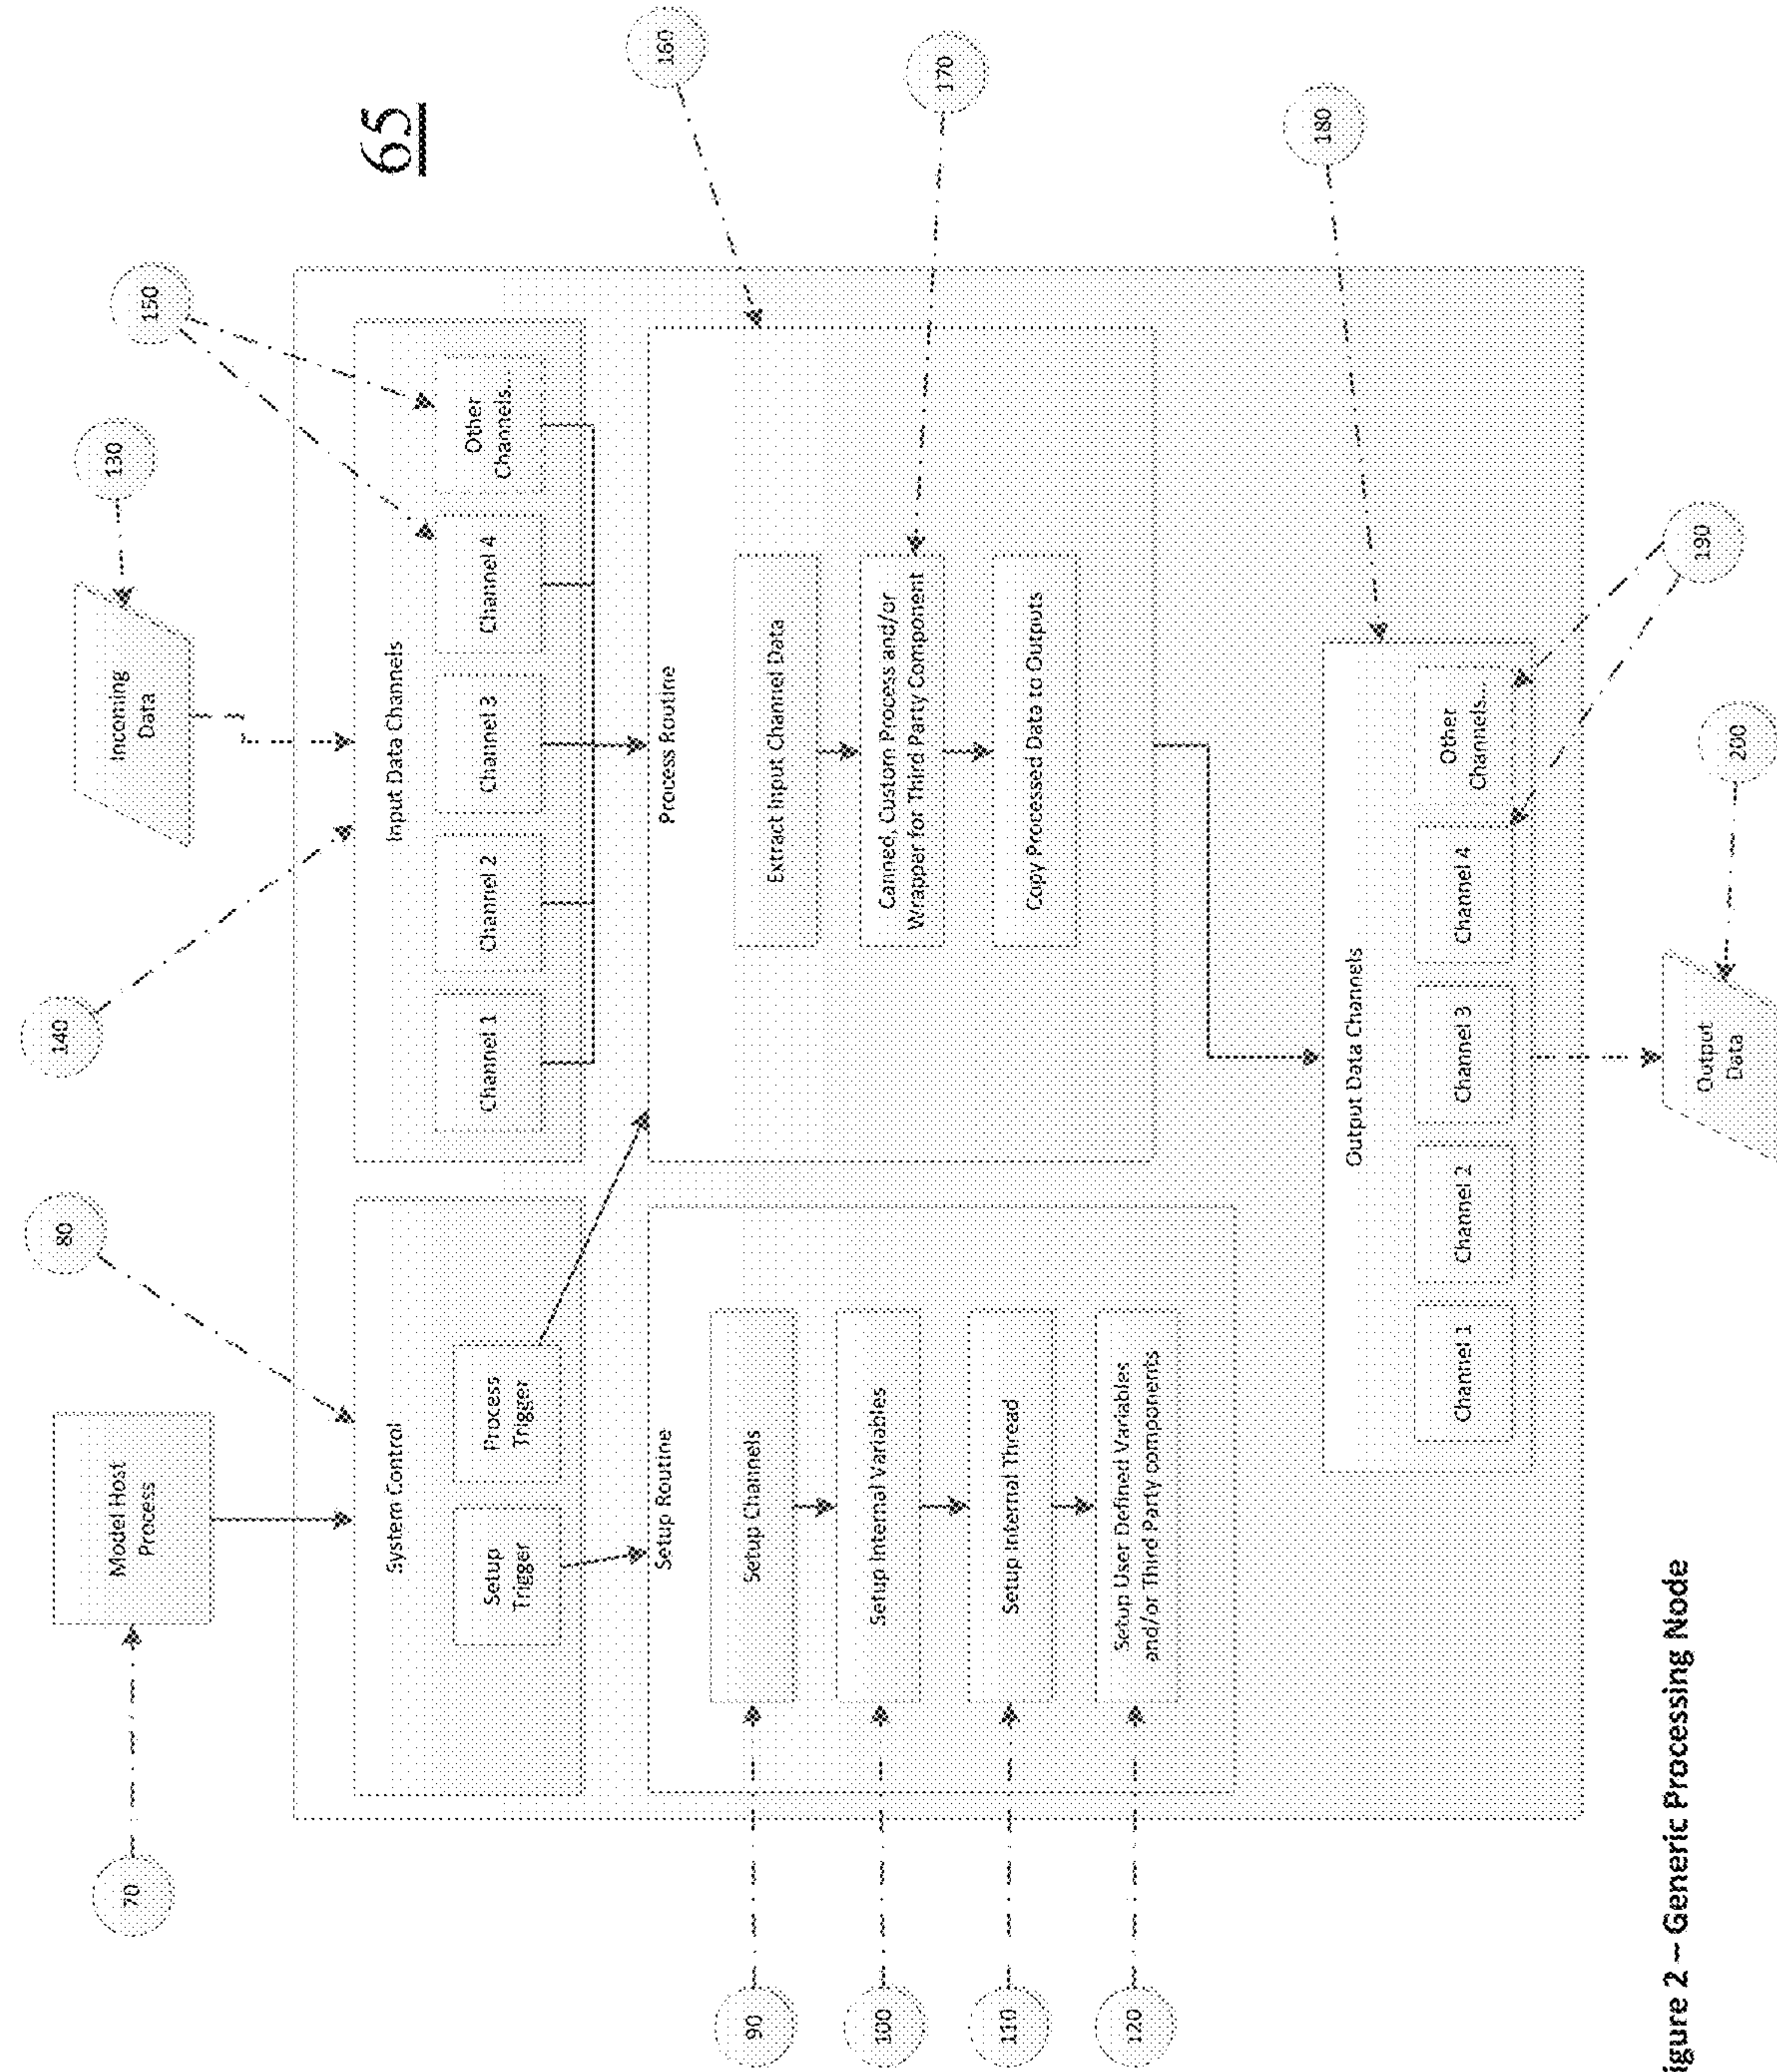 65
70
Model Host
Process
80
140
Incoming
Data
130
150
System Control
Setup
Trigger
Process
Trigger
Input Data Channels
Channel 1
Channel 2
Channel 3
Channel 4
Other
Channels...
160
Setup Routine
90
Setup Channels
100
Setup Internal Variables
110
Setup Internal Thread
120
Setup User Defined Variables
and/or Third Party components
Process Routine
Extract Input Channel Data
Canned, Custom Process and/or
Wrapper for Third Party Component
Copy Processed Data to Outputs
170
180
Output Data Channels
Channel 1
Channel 2
Channel 3
Channel 4
Other
Channels...
190
Output
Data
200
igure 2 – Generic Processing Node